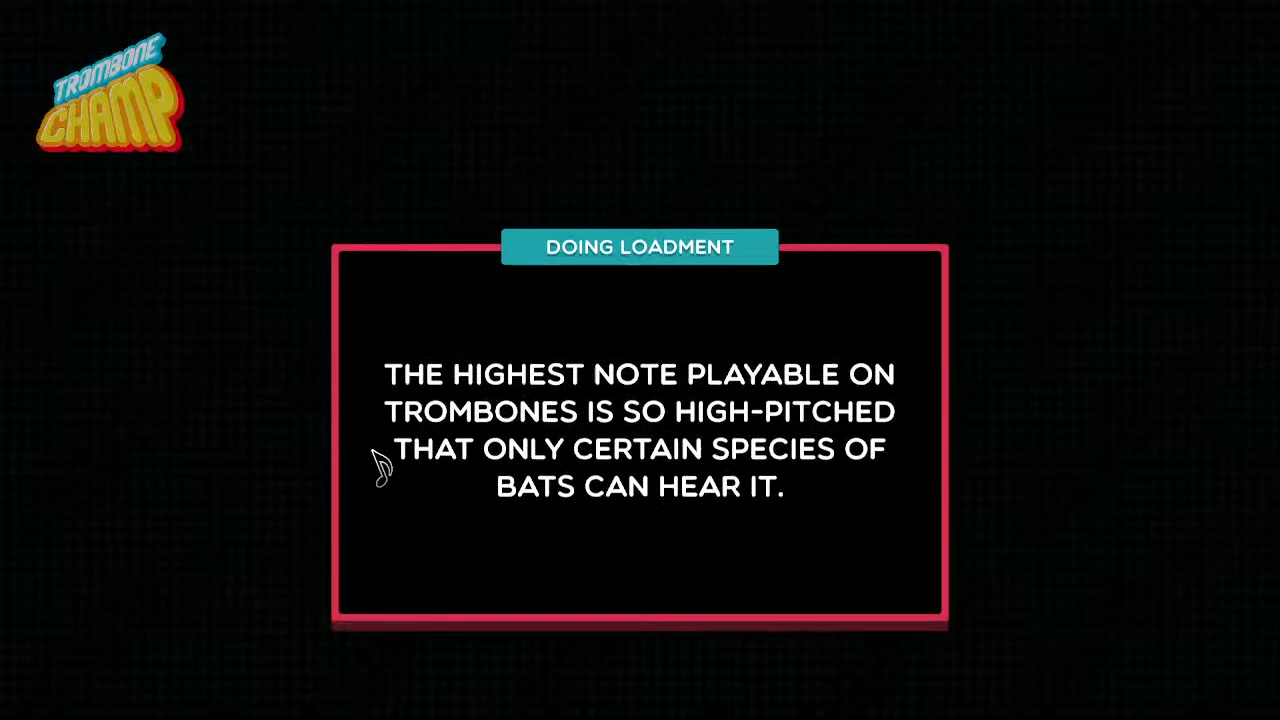 TROMBONE
CHAMP
DOING LOADMENT
THE HIGHEST NOTE PLAYABLE ON
TROMBONES IS SO HIGH-PITCHED
THAT ONLY CERTAIN SPECIES OF
BATS CAN HEAR IT.